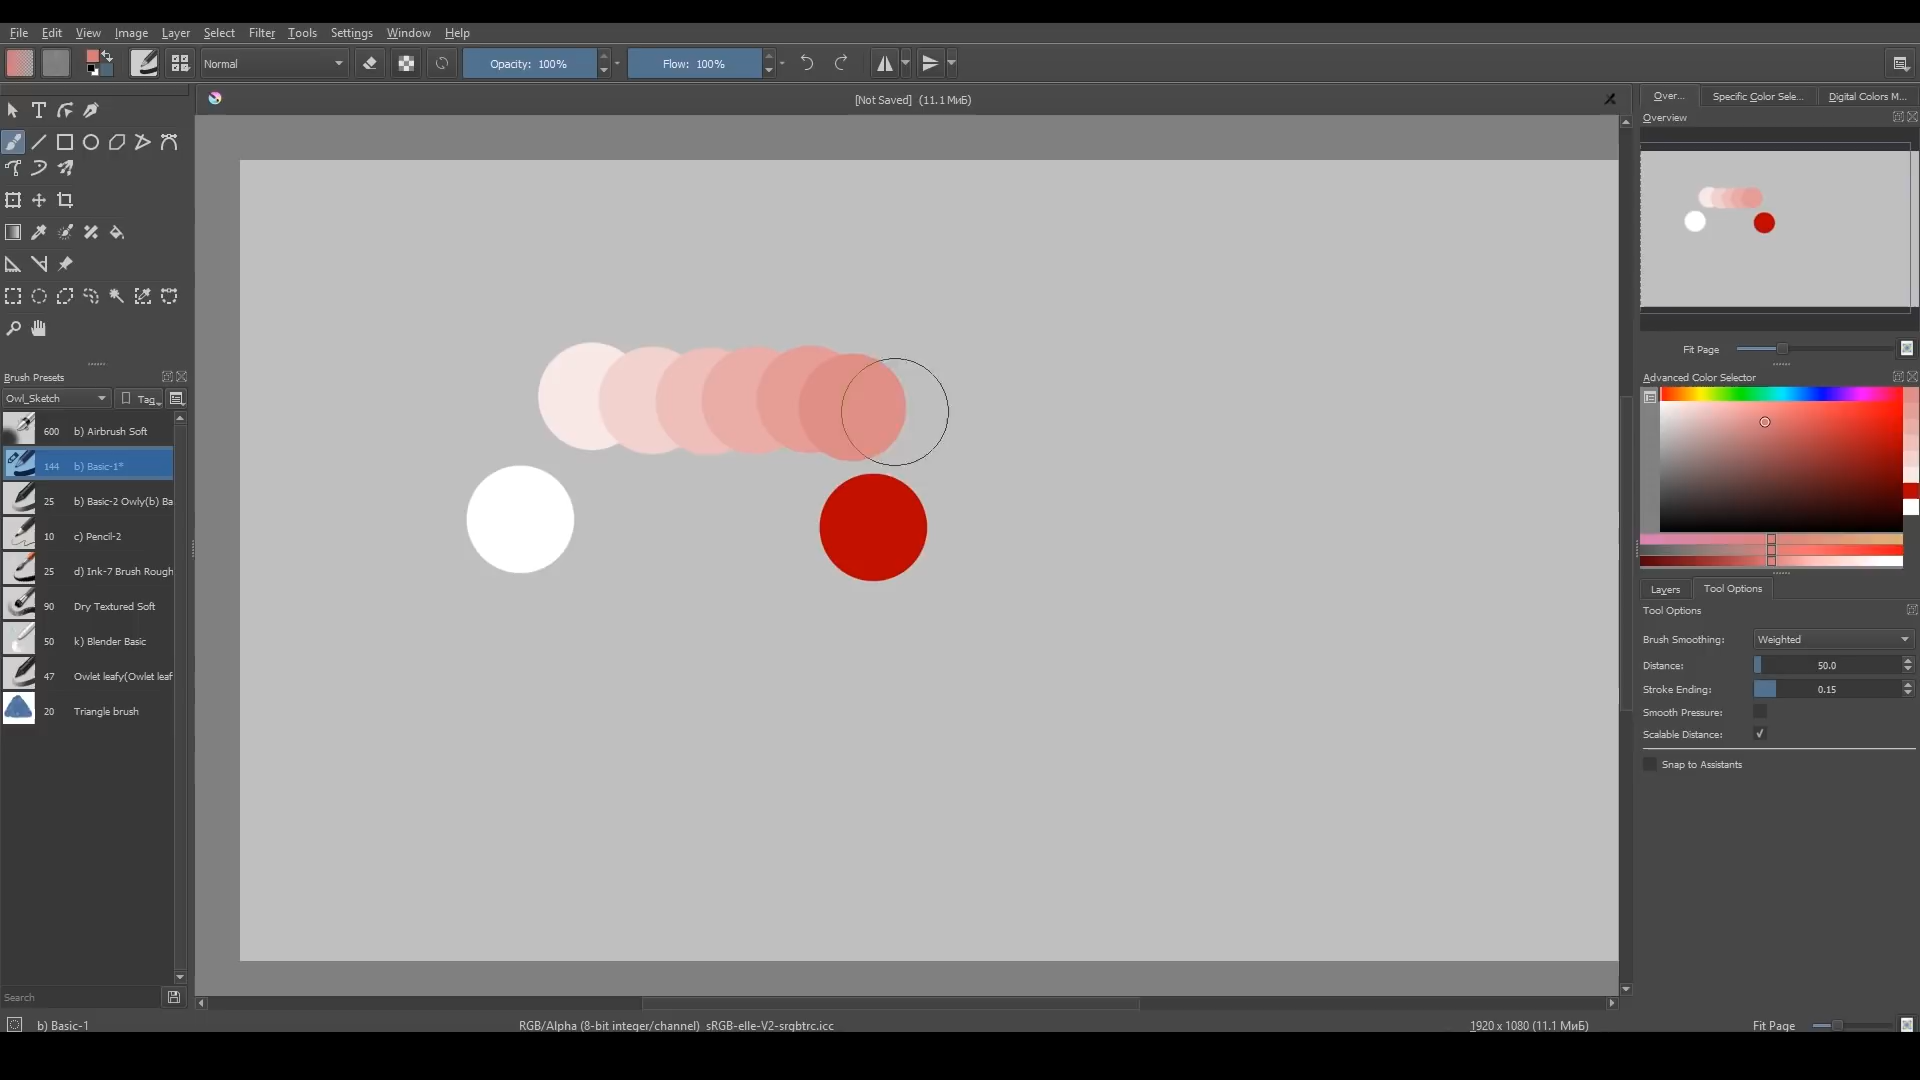 File Edit View Image Layer Select Filter Tools Settings Window Help
Normal Opacity: 100% Flow: 100%
[Not Saved] (11.1 МиБ)
Over... Specific Color Sele... Digital Colors M...
Overview
Fit Page
Advanced Color Selector
Brush Presets
Owl_Sketch Tag
600 b) Airbrush Soft
144 b) Basic-1*
25 b) Basic-2 Owly(b) Ba
10 c) Pencil-2
25 d) Ink-7 Brush Rough
90 Dry Textured Soft
50 k) Blender Basic
47 Owlet leafy(Owlet leaf
20 Triangle brush
Layers Tool Options
Tool Options
Brush Smoothing: Weighted
Distance: 50.0
Stroke Ending: 0.15
Smooth Pressure:
Scalable Distance:
Snap to Assistants
Search
b) Basic-1 RGB/Alpha (8-bit integer/channel) sRGB-elle-V2-srgbtrc.icc 1920 x 1080 (11.1 МиБ) Fit Page